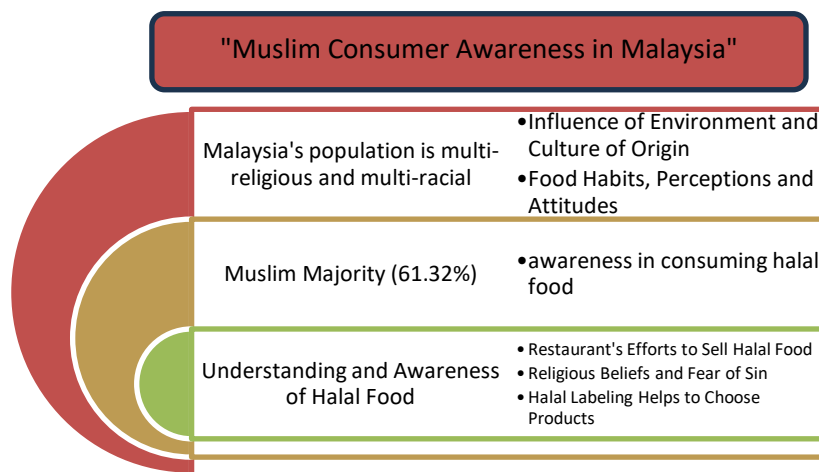 "Muslim Consumer Awareness in Malaysia"
Malaysia's population is multi-
religious and multi-racial
•Influence of Environment and
Culture of Origin
•Food Habits, Perceptions and
Attitudes
Muslim Majority (61.32%)
•awareness in consuming halal
food
Understanding and Awareness
of Halal Food
• Restaurant's Efforts to Sell Halal Food
• Religious Beliefs and Fear of Sin
• Halal Labeling Helps to Choose
Products